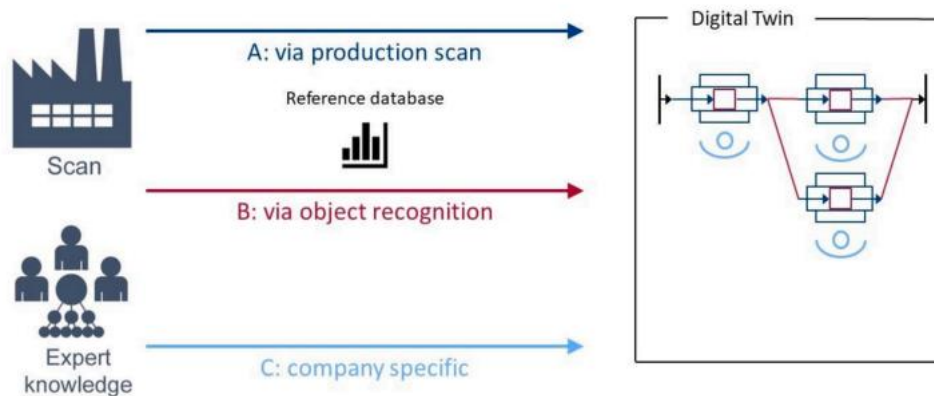 Digital Twin
A: via production scan
Reference database
Scan
B: via object recognition
Expert
knowledge
C: company specific